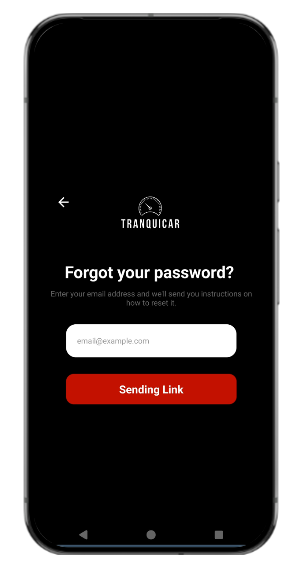 TRANQUICAR
Forgot your password?
Enter your email address and we'll send you instructions on
how to reset it.
email@example.com
Sending Link